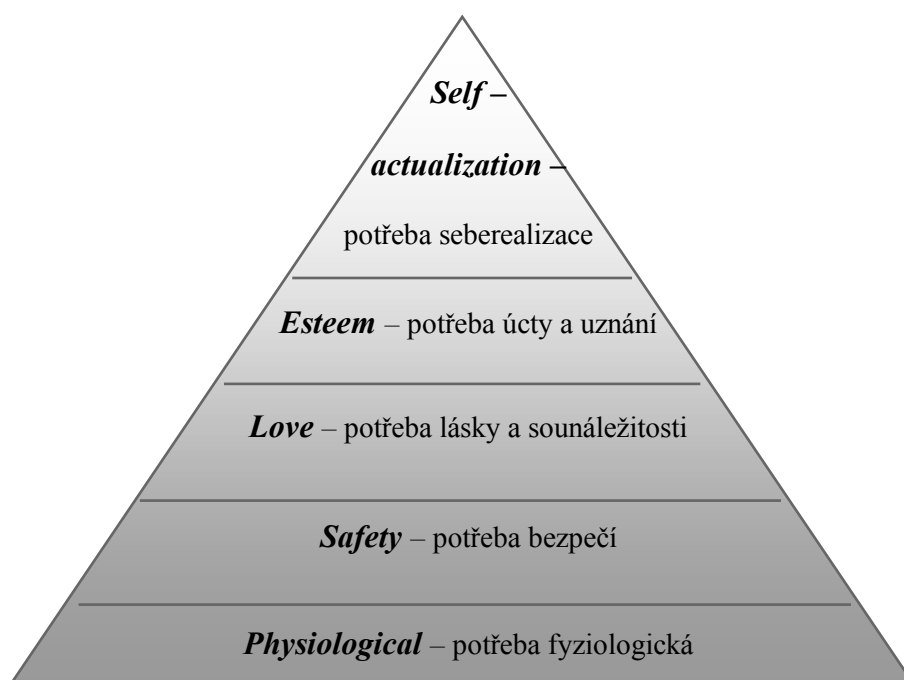 Self –
actualization –
potřeba seberealizace
Esteem – potřeba úcty a uznání
Love – potřeba lásky a sounáležitosti
Safety – potřeba bezpečí
Physiological – potřeba fyziologická